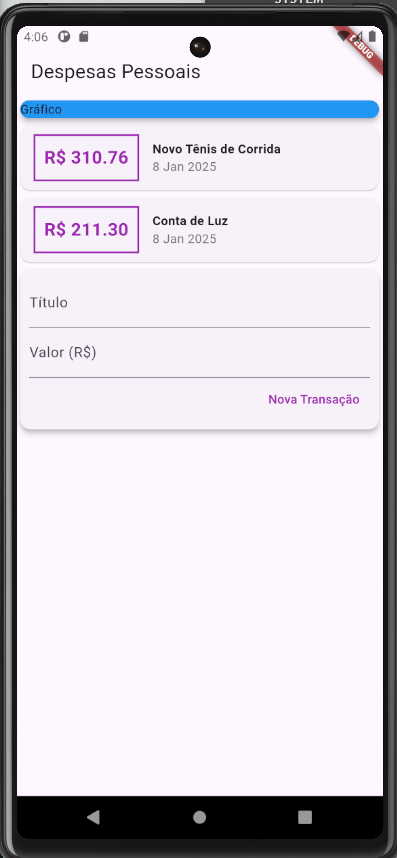 SYSTEM
4:06
DEBUG
Despesas Pessoais
Gráfico
R$ 310.76
Novo Tênis de Corrida
8 Jan 2025
R$ 211.30
Conta de Luz
8 Jan 2025
Título
Valor (R$)
Nova Transação